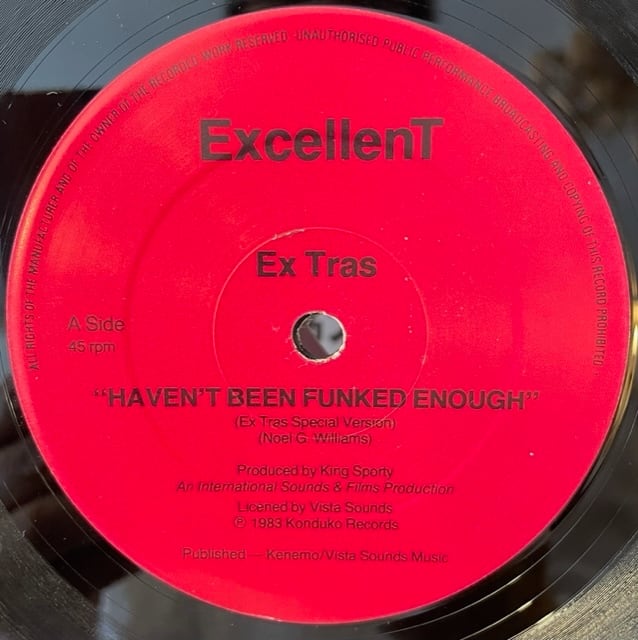 ALL RIGHTS OF THE MANUFACTURER AND OF THE OWNER OF THE RECORDED WORK RESERVED - UNAUTHORISED PUBLIC PERFORMANCE BROADCASTING AND COPYING OF THIS RECORD PROHIBITED
ExcellenT
Ex Tras
A Side
45 rpm
"HAVEN'T BEEN FUNKED ENOUGH"
(Ex Tras Special Version)
(Noel G. Williams)
Produced by King Sporty
An International Sounds & Films Production
Licened by Vista Sounds
℗ 1983 Konduko Records
Published — Kenemo/Vista Sounds Music